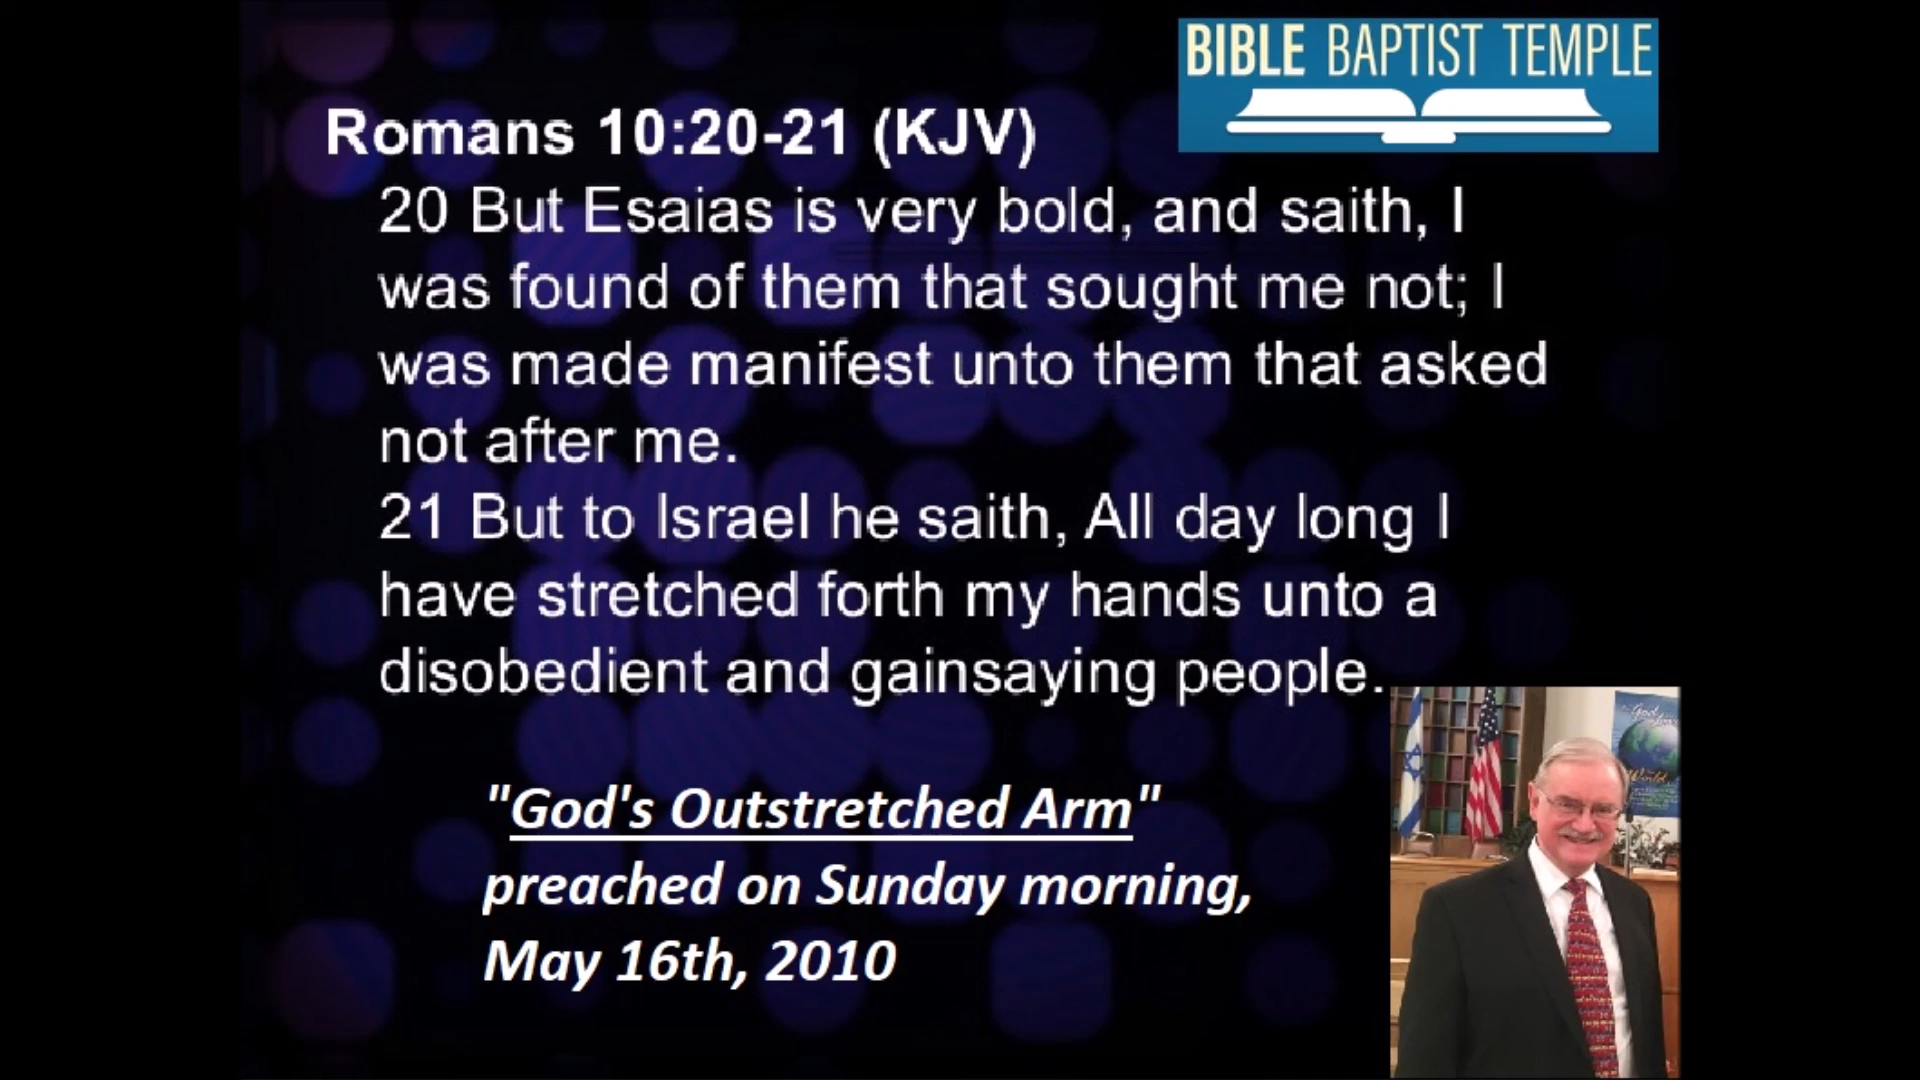 BIBLE BAPTIST TEMPLE
Romans 10:20-21 (KJV)
20 But Esaias is very bold, and saith, I
was found of them that sought me not; I
was made manifest unto them that asked
not after me.
21 But to Israel he saith, All day long I
have stretched forth my hands unto a
disobedient and gainsaying people.
"God's Outstretched Arm"
preached on Sunday morning,
May 16th, 2010
God
World